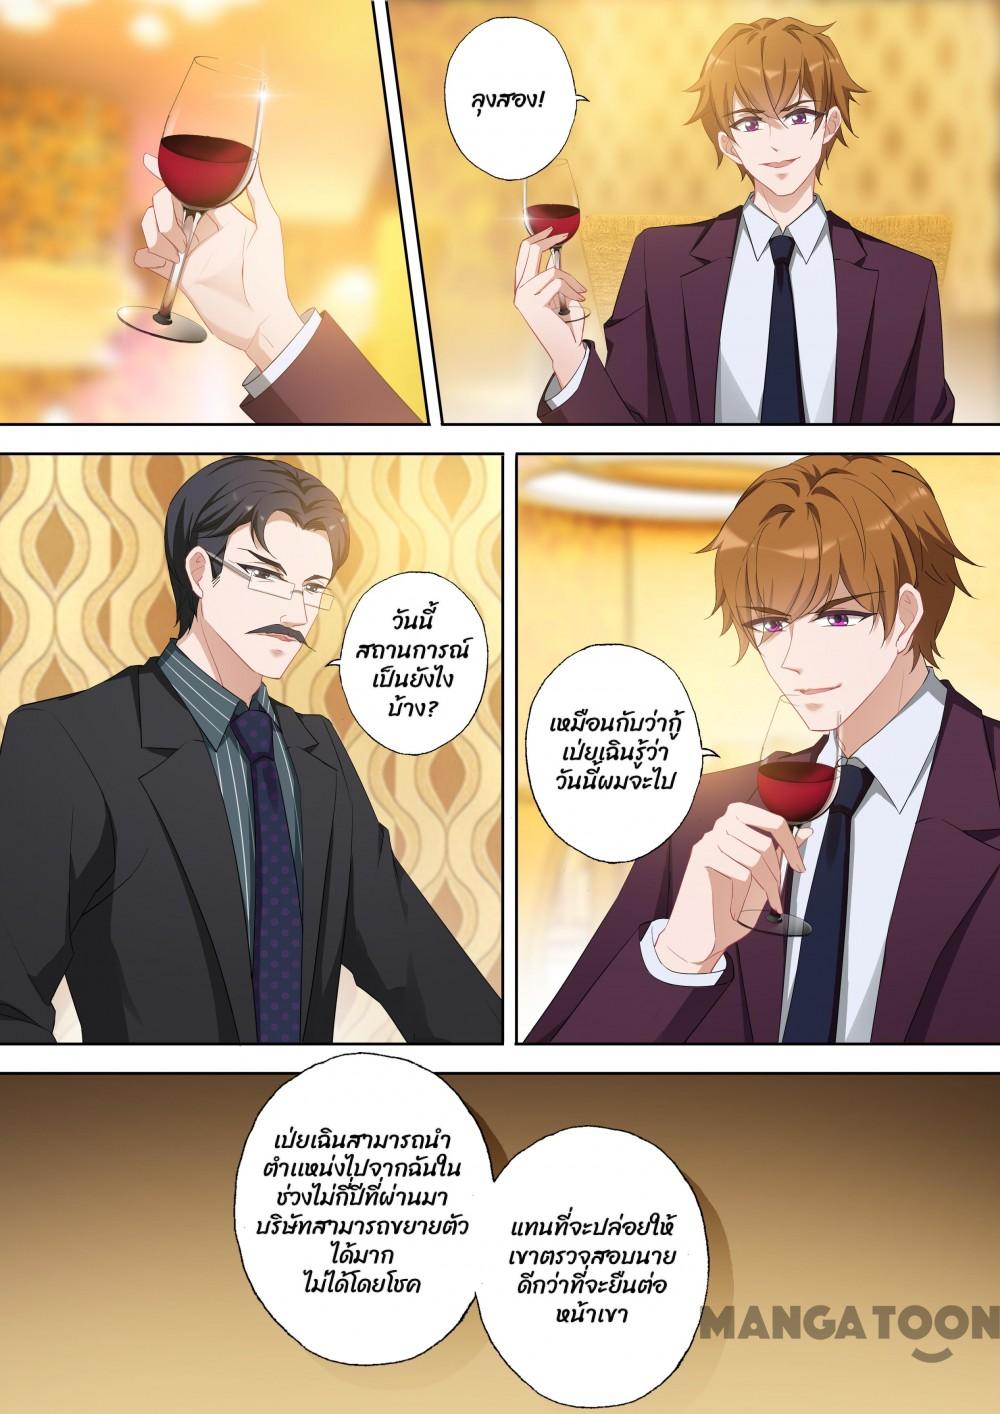 ลุงสอง!
วันนี้
สถานการณ์
เป็นยังไง
บ้าง?
เหมือนกับว่ากู้
เป่ยเฉินรู้ว่า
วันนี้ผมจะไป
เป่ยเฉินสามารถนำ
ตำแหน่งไปจากฉันใน
ช่วงไม่กี่ปีที่ผ่านมา
บริษัทสามารถขยายตัว
ได้มาก
ไม่ได้โดยโชค
แทนที่จะปล่อยให้
เขาตรวจสอบนาย
ดีกว่าที่จะยืนต่อ
หน้าเขา
MANGATOON